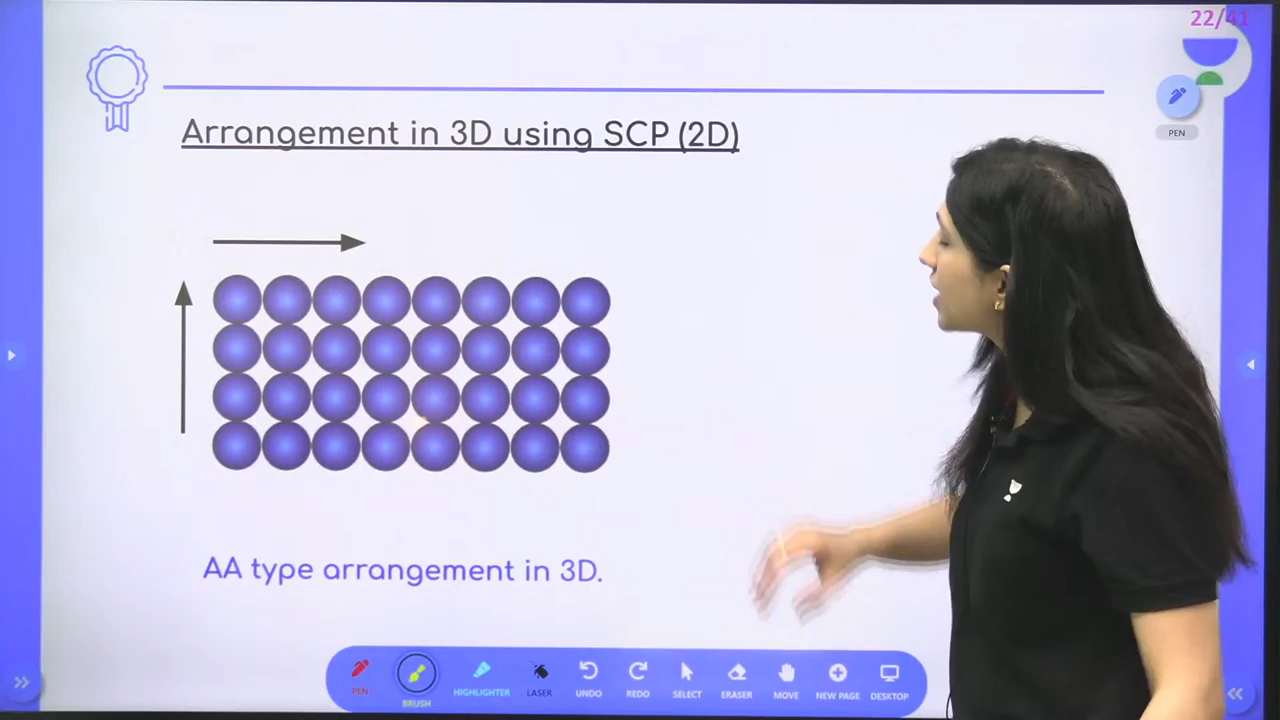 22/41
PEN
Arrangement in 3D using SCP (2D)
AA type arrangement in 3D.
PEN
BRUSH
HIGHLIGHTER
LASER
UNDO
REDO
SELECT
ERASER
MOVE
NEW PAGE
DESKTOP